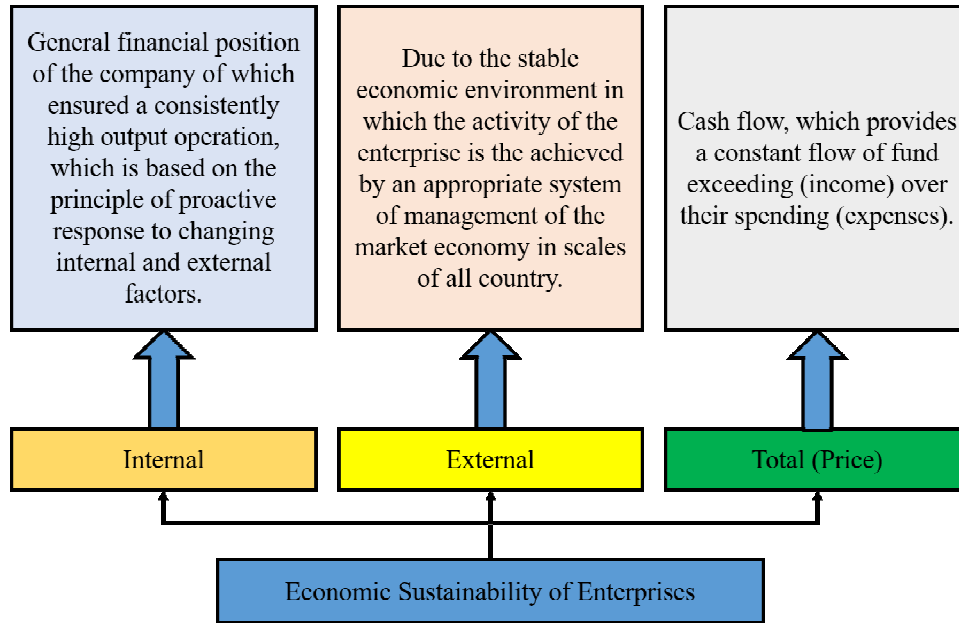 General financial position
of the company of which
ensured a consistently
high output operation,
which is based on the
principle of proactive
response to changing
internal and external
factors.
Due to the stable
economic environment in
which the activity of the
enterprise is the achieved
by an appropriate system
of management of the
market economy in scales
of all country.
Cash flow, which provides
a constant flow of fund
exceeding (income) over
their spending (expenses).
Internal
External
Total (Price)
Economic Sustainability of Enterprises